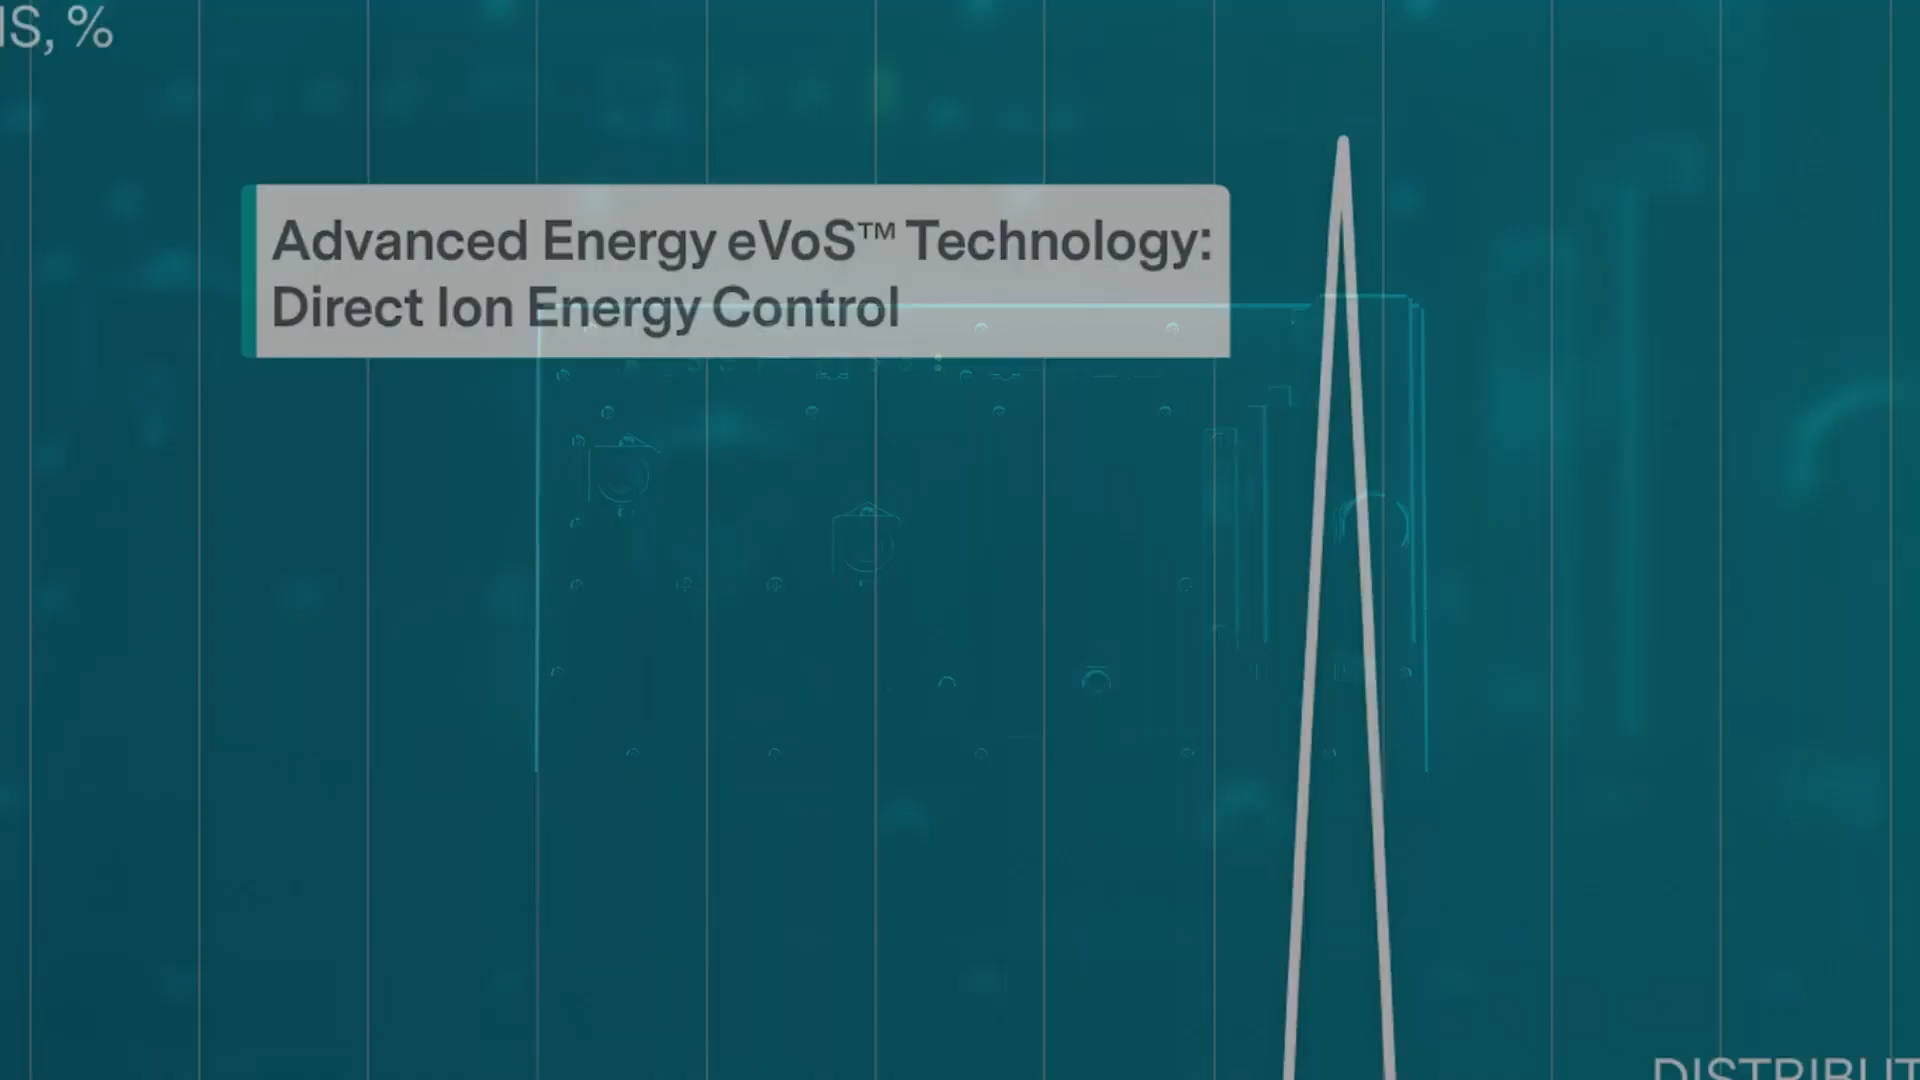 IS, %
Advanced Energy eVoS™ Technology:
Direct Ion Energy Control
DISTRIBUT